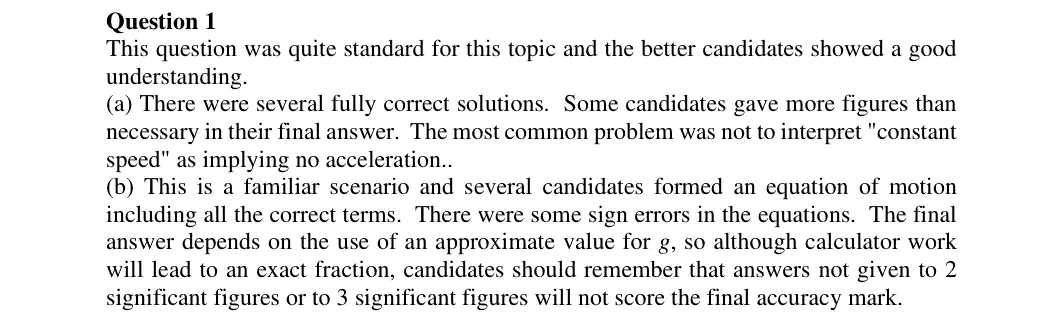 Question 1
This question was quite standard for this topic and the better candidates showed a good
understanding.
(a) There were several fully correct solutions.  Some candidates gave more figures than
necessary in their final answer.  The most common problem was not to interpret "constant
speed" as implying no acceleration..
(b) This is a familiar scenario and several candidates formed an equation of motion
including all the correct terms.  There were some sign errors in the equations.  The final
answer depends on the use of an approximate value for g, so although calculator work
will lead to an exact fraction, candidates should remember that answers not given to 2
significant figures or to 3 significant figures will not score the final accuracy mark.